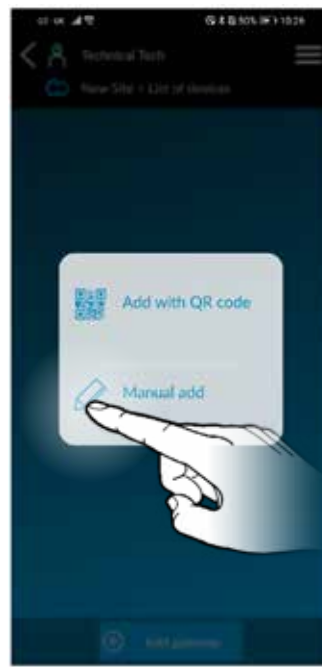 Technical Tech
New Site > List of devices
Add with QR code
Manual add